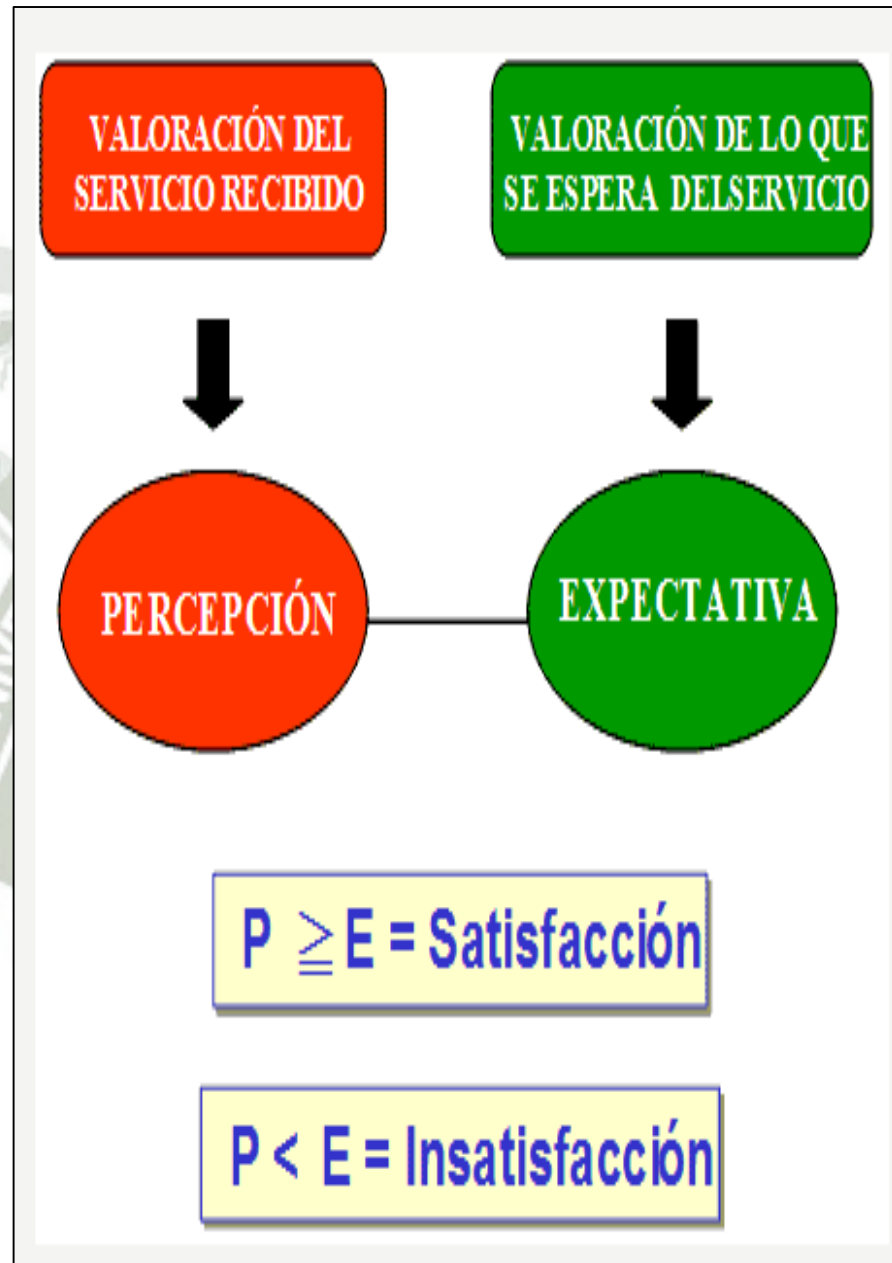 VALORACIÓN DEL
SERVICIO RECIBIDO
VALORACIÓN DE LO QUE
SE ESPERA DELSERVICIO
PERCEPCIÓN
EXPECTATIVA
P ≧ E = Satisfacción
P < E = Insatisfacción